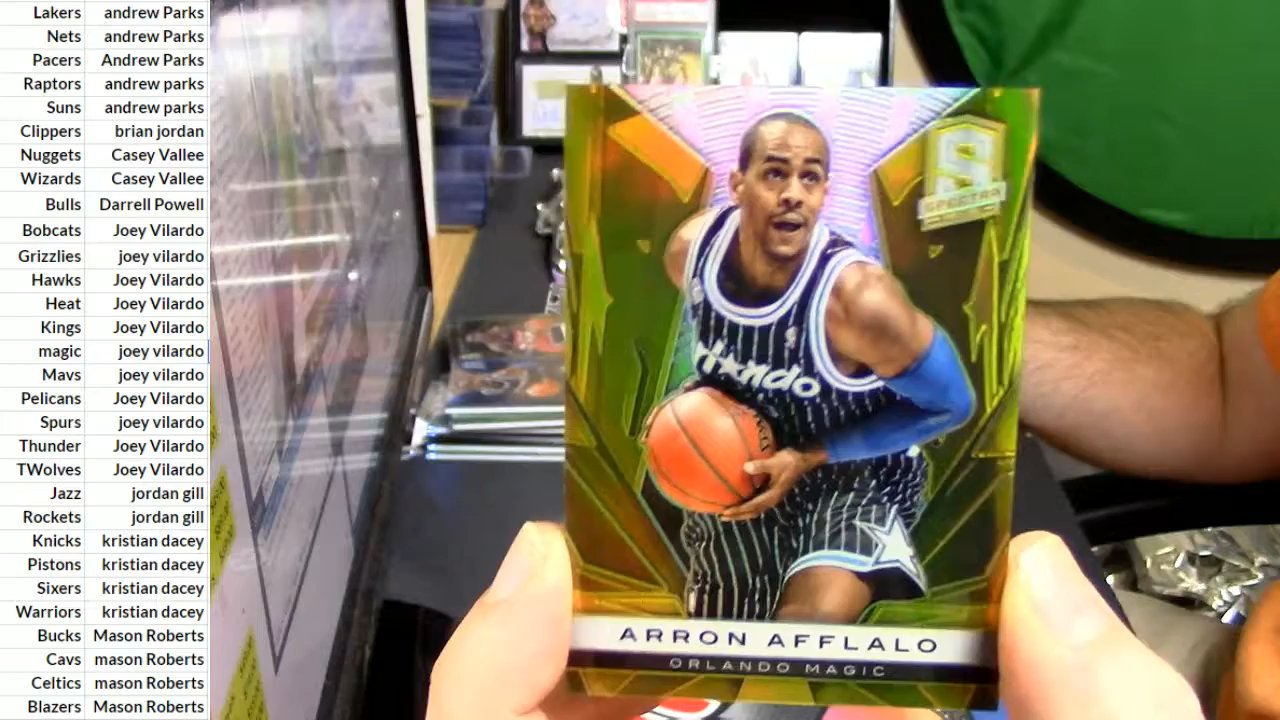 Lakers andrew Parks
Nets andrew Parks
Pacers Andrew Parks
Raptors andrew parks
Suns andrew parks
Clippers brian jordan
Nuggets Casey Vallee
Wizards Casey Vallee
Bulls Darrell Powell
Bobcats Joey Vilardo
Grizzlies joey vilardo
Hawks Joey Vilardo
Heat Joey Vilardo
Kings Joey Vilardo
magic joey vilardo
Mavs joey vilardo
Pelicans Joey Vilardo
Spurs joey vilardo
Thunder Joey Vilardo
TWolves Joey Vilardo
Jazz jordan gill
Rockets jordan gill
Knicks kristian dacey
Pistons kristian dacey
Sixers kristian dacey
Warriors kristian dacey
Bucks Mason Roberts
Cavs mason Roberts
Celtics mason Roberts
Blazers Mason Roberts
S
SPECTRA
ARRON AFFLALO
ORLANDO MAGIC